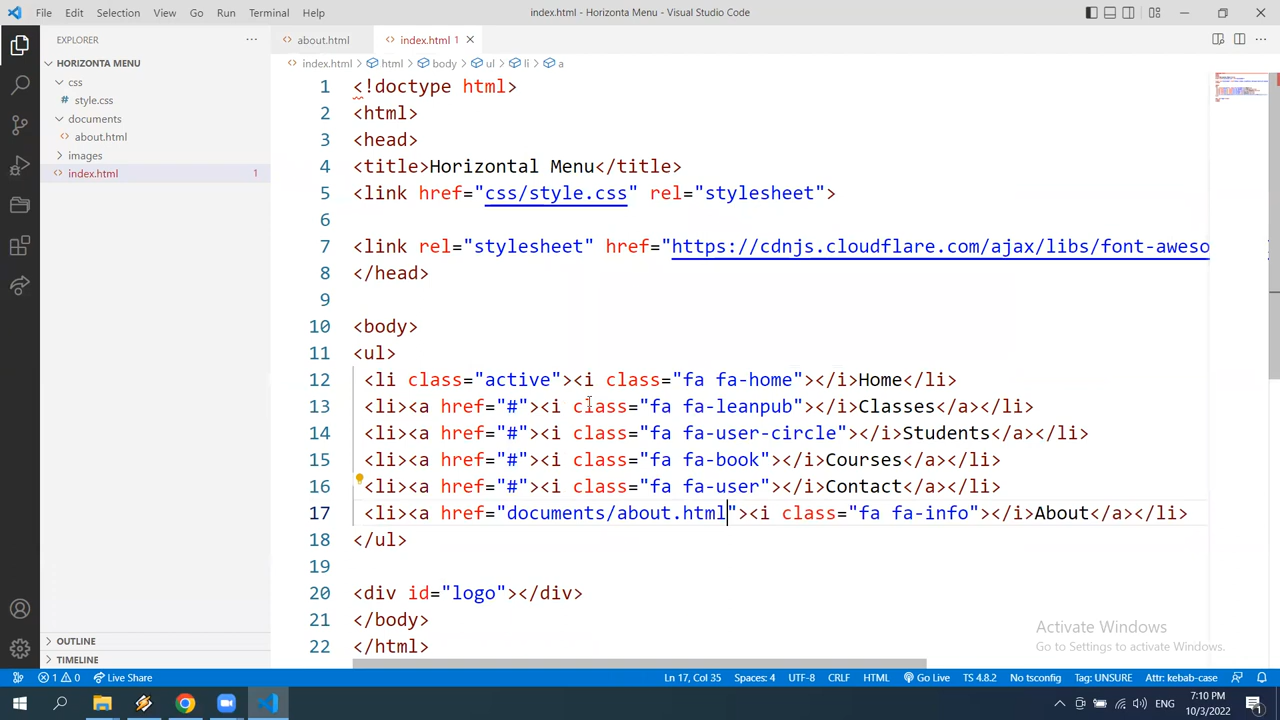 File Edit Selection View Go Run Terminal Help
index.html - Horizonta Menu - Visual Studio Code
EXPLORER
about.html
index.html 1
HORIZONTA MENU
css
style.css
documents
about.html
images
index.html 1
index.html > html > body > ul > li > a
1 <!doctype html>
2 <html>
3 <head>
4 <title>Horizontal Menu</title>
5 <link href="css/style.css" rel="stylesheet">
6
7 <link rel="stylesheet" href="https://cdnjs.cloudflare.com/ajax/libs/font-aweso
8 </head>
9
10 <body>
11 <ul>
12 <li class="active"><i class="fa fa-home"></i>Home</li>
13 <li><a href="#"><i class="fa fa-leanpub"></i>Classes</a></li>
14 <li><a href="#"><i class="fa fa-user-circle"></i>Students</a></li>
15 <li><a href="#"><i class="fa fa-book"></i>Courses</a></li>
16 <li><a href="#"><i class="fa fa-user"></i>Contact</a></li>
17 <li><a href="documents/about.html"><i class="fa fa-info"></i>About</a></li>
18 </ul>
19
20 <div id="logo"></div>
21 </body>
22 </html>
Activate Windows
Go to Settings to activate Windows.
OUTLINE
TIMELINE
1 0 Live Share
Ln 17, Col 35 Spaces: 4 UTF-8 CRLF HTML Go Live TS 4.8.2 No tsconfig Tag: UNSURE Attr: kebab-case
ENG
7:10 PM
10/3/2022
1